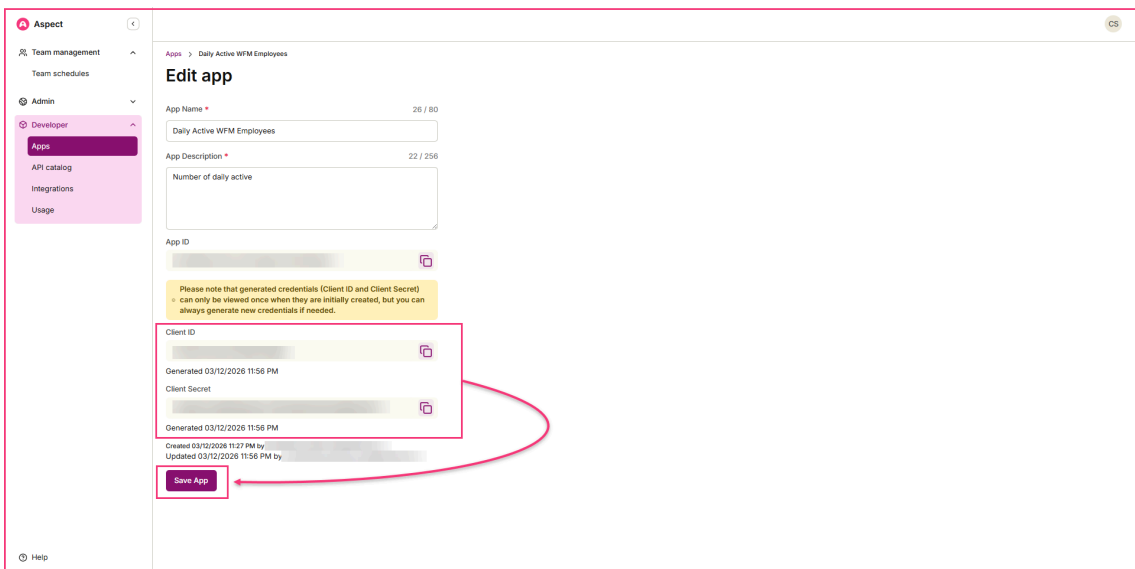 Aspect
CS
Team management
Team schedules
Admin
Developer
Apps
API catalog
Integrations
Usage
Help
Apps > Daily Active WFM Employees
Edit app
App Name * 26 / 80
Daily Active WFM Employees
App Description * 22 / 256
Number of daily active
App ID
Please note that generated credentials (Client ID and Client Secret)
can only be viewed once when they are initially created, but you can
always generate new credentials if needed.
Client ID
Generated 03/12/2026 11:56 PM
Client Secret
Generated 03/12/2026 11:56 PM
Created 03/12/2026 11:27 PM by
Updated 03/12/2026 11:56 PM by
Save App